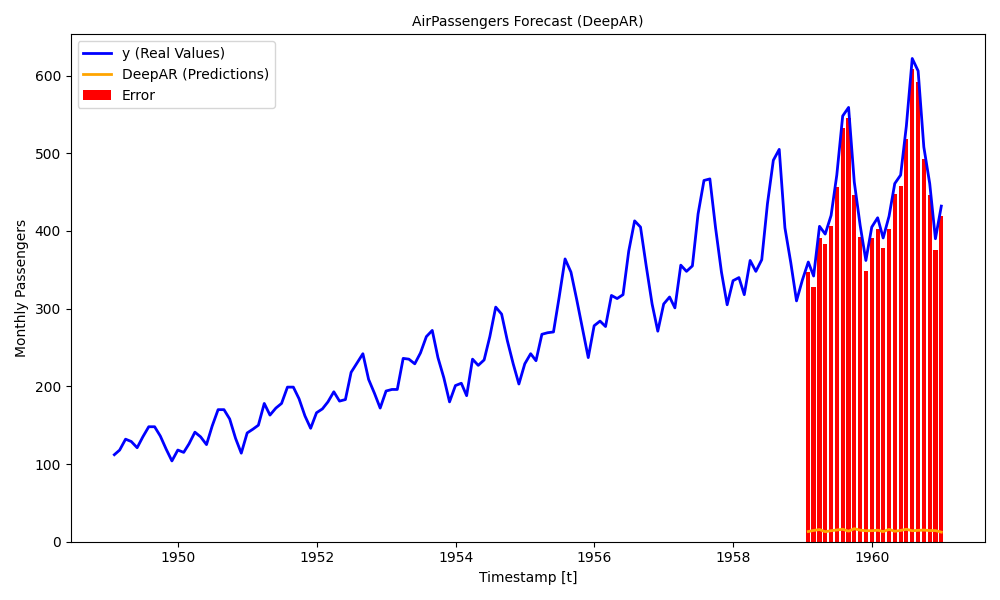 AirPassengers Forecast (DeepAR)
y (Real Values)
DeepAR (Predictions)
Error
Monthly Passengers
600
500
400
300
200
100
0
1950 1952 1954 1956 1958 1960
Timestamp [t]